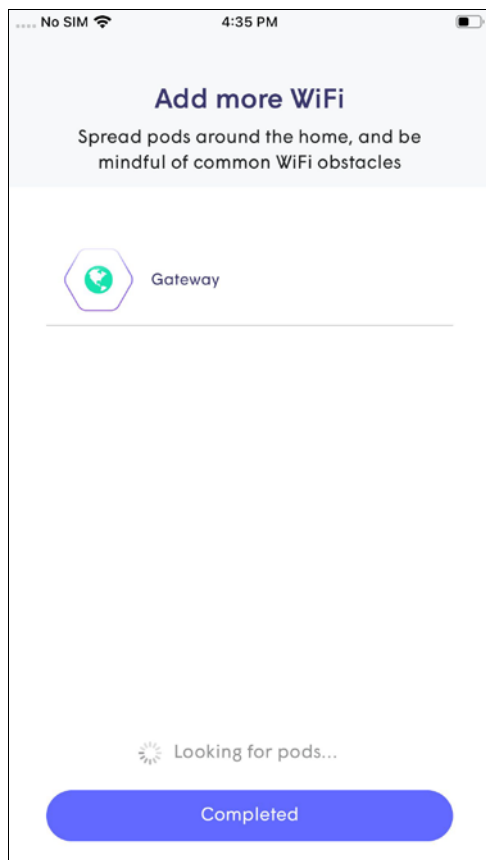 No SIM 4:35 PM
Add more WiFi
Spread pods around the home, and be
mindful of common WiFi obstacles
Gateway
Looking for pods...
Completed